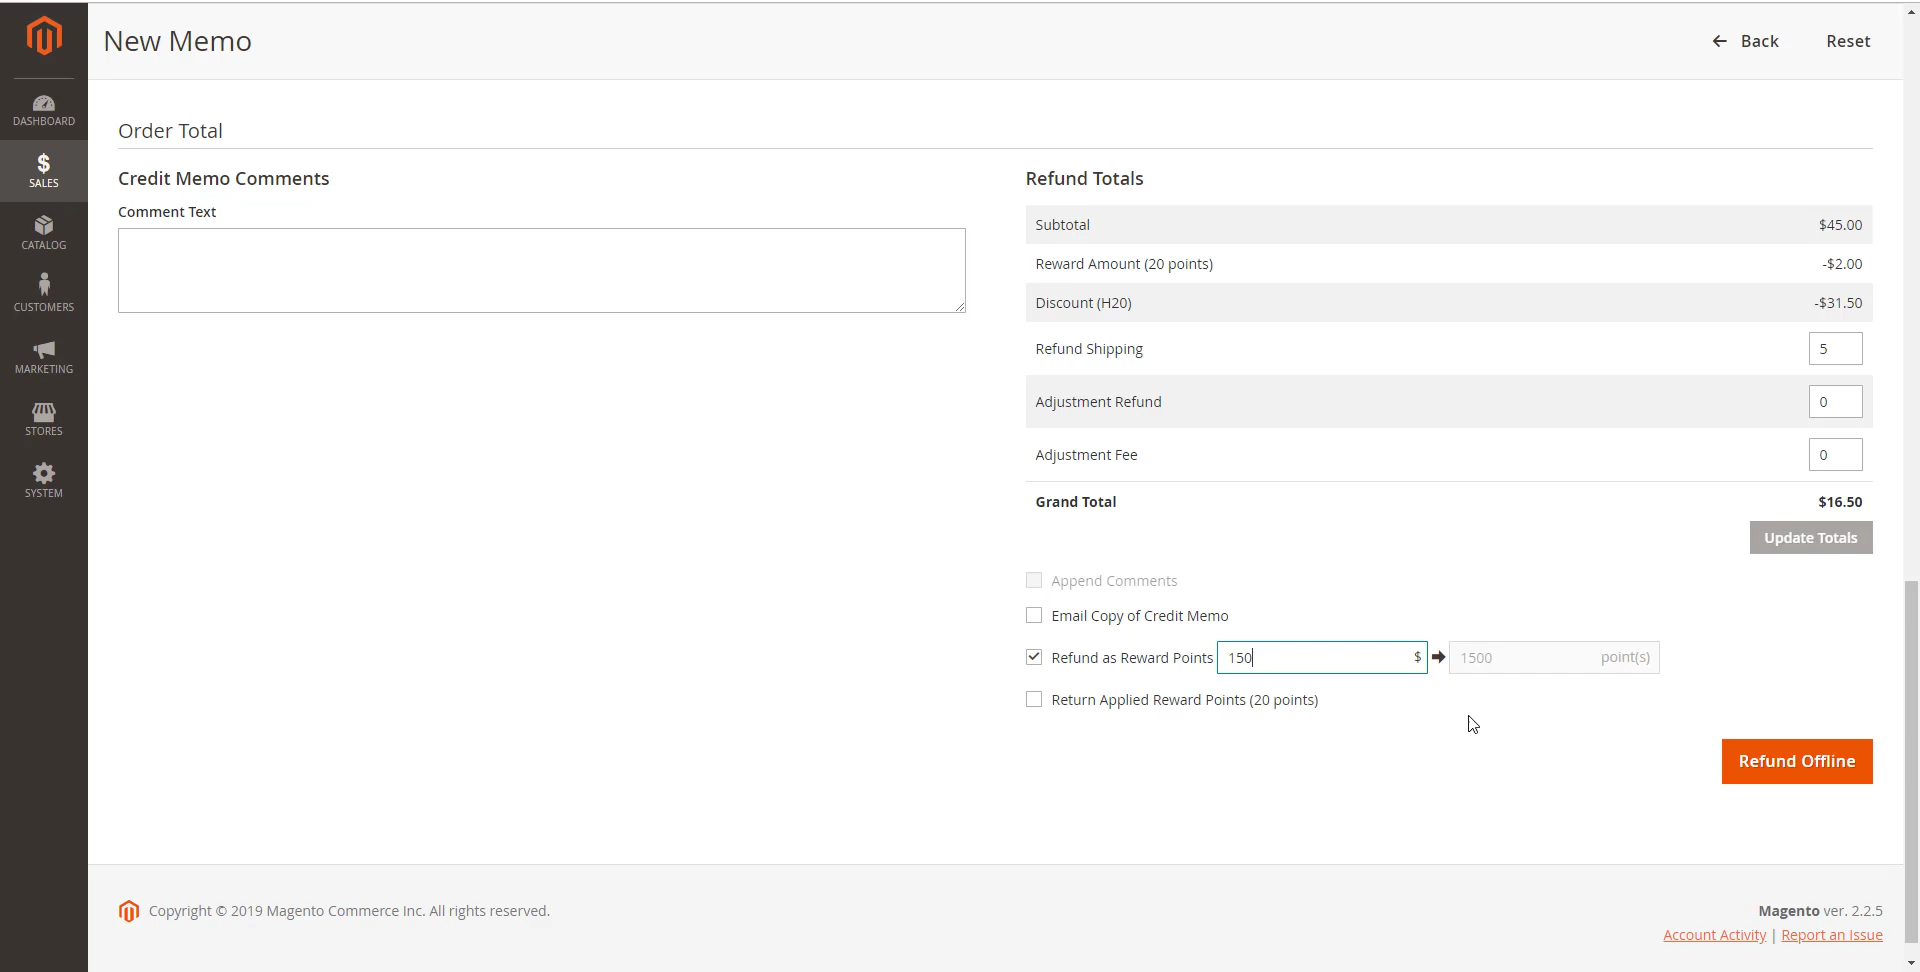 New Memo
Back
Reset
DASHBOARD
$
SALES
CATALOG
CUSTOMERS
MARKETING
STORES
SYSTEM
Order Total
Credit Memo Comments
Comment Text
Refund Totals
Subtotal $45.00
Reward Amount (20 points) -$2.00
Discount (H20) -$31.50
Refund Shipping 5
Adjustment Refund 0
Adjustment Fee 0
Grand Total $16.50
Update Totals
Append Comments
Email Copy of Credit Memo
Refund as Reward Points 150 $ 1500 point(s)
Return Applied Reward Points (20 points)
Refund Offline
Copyright © 2019 Magento Commerce Inc. All rights reserved.
Magento ver. 2.2.5
Account Activity | Report an Issue